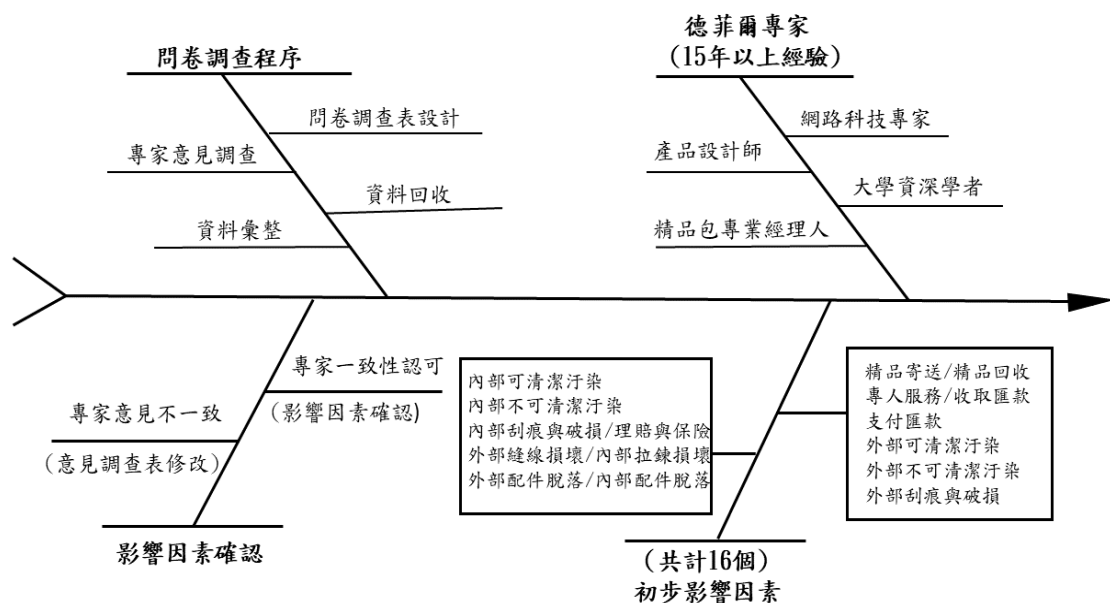 問卷調查程序
問卷調查表設計
專家意見調查
資料回收
資料彙整
德菲爾專家
(15年以上經驗)
網路科技專家
產品設計師
大學資深學者
精品包專業經理人
專家一致性認可
(影響因素確認)
專家意見不一致
(意見調查表修改)
影響因素確認
內部可清潔汙染
內部不可清潔汙染
內部刮痕與破損/理賠與保險
外部縫線損壞/內部拉鍊損壞
外部配件脫落/內部配件脫落
精品寄送/精品回收
專人服務/收取匯款
支付匯款
外部可清潔汙染
外部不可清潔汙染
外部刮痕與破損
(共計16個)
初步影響因素